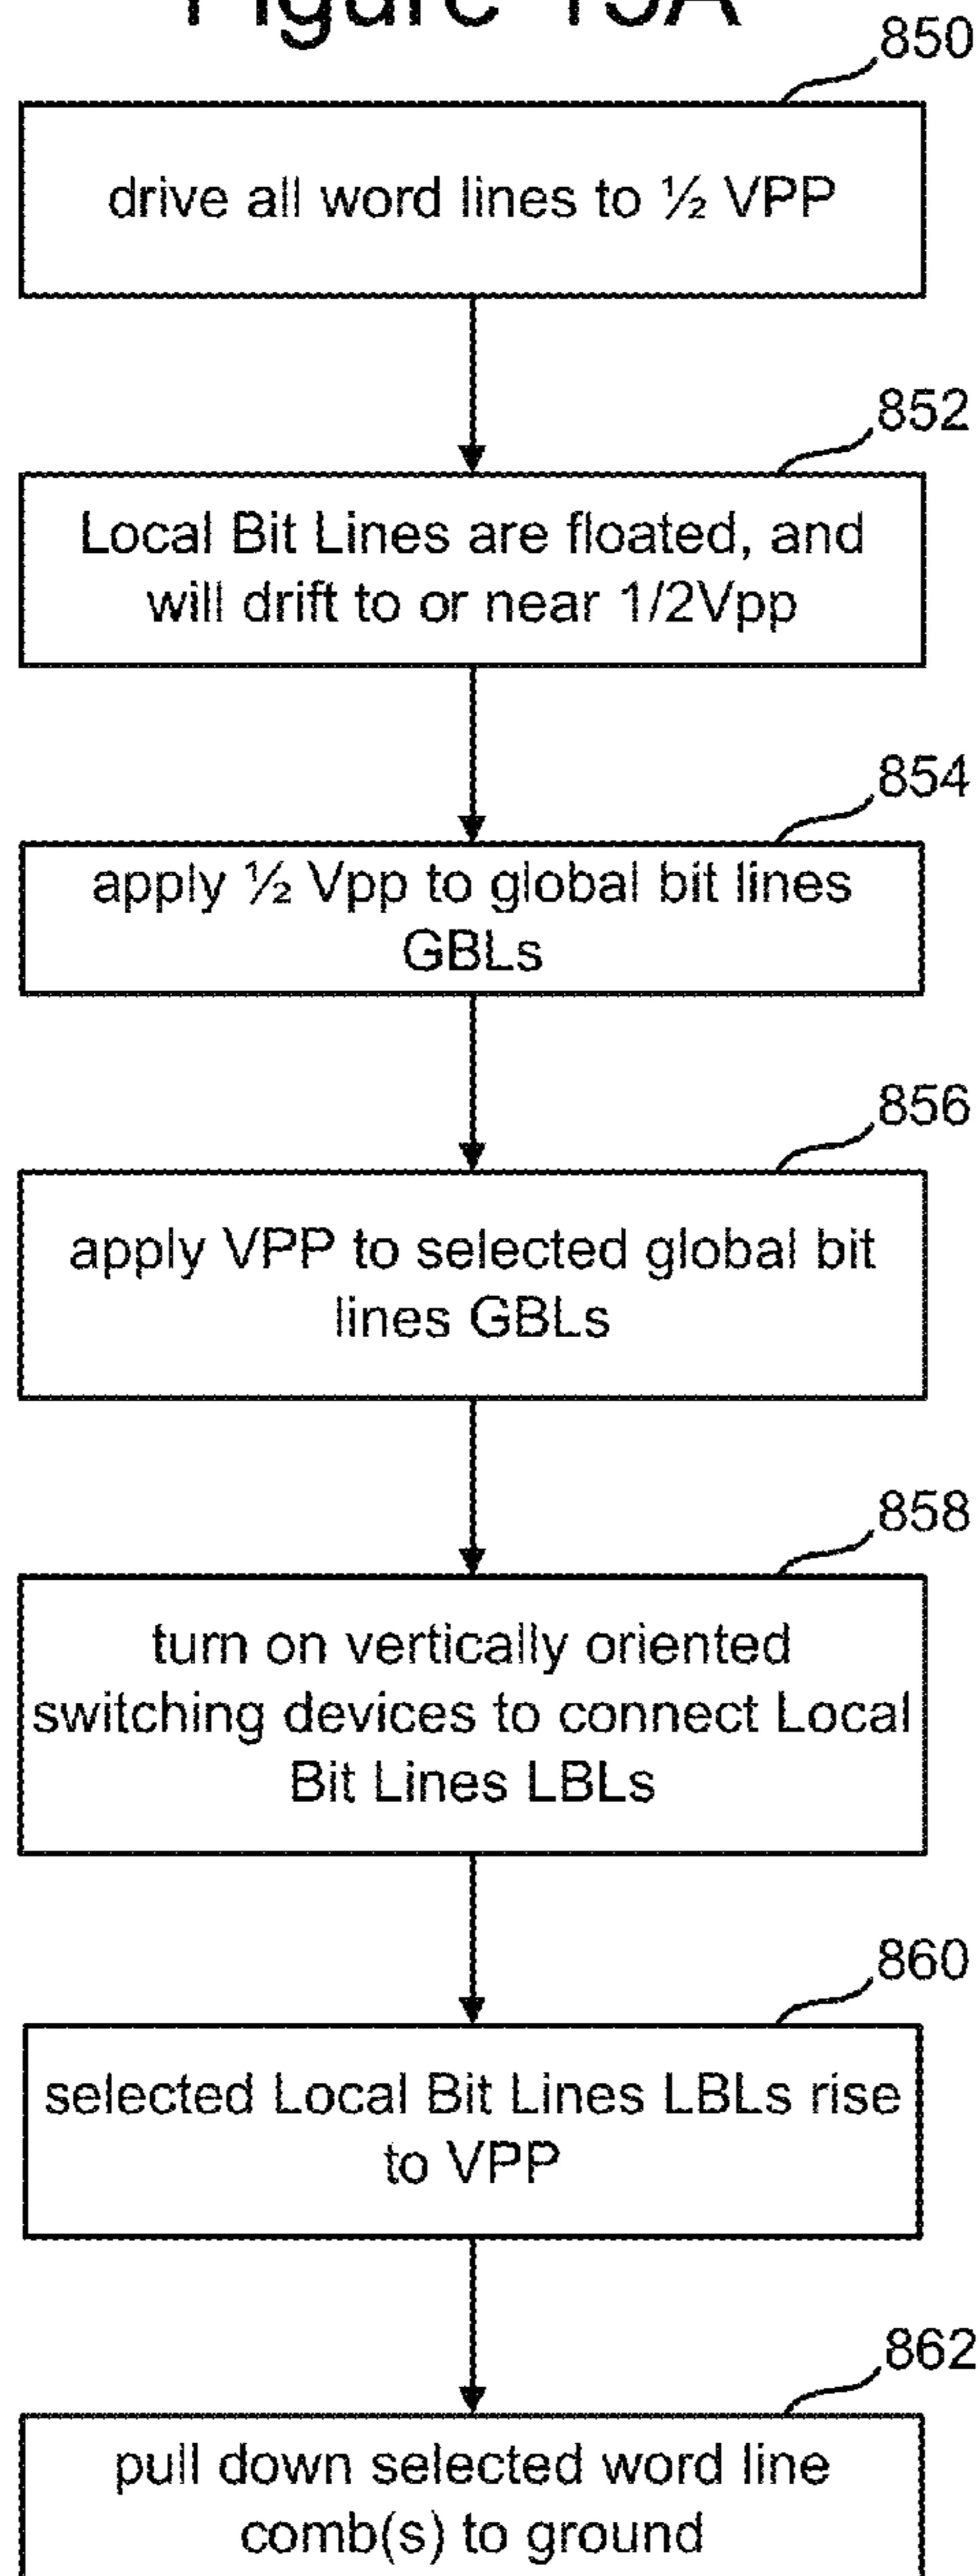 Figure 15A
850
drive all word lines to ½ VPP
852
Local Bit Lines are floated, and
will drift to or near 1/2Vpp
854
apply ½ Vpp to global bit lines
GBLs
856
apply VPP to selected global bit
lines GBLs
858
turn on vertically oriented
switching devices to connect Local
Bit Lines LBLs
860
selected Local Bit Lines LBLs rise
to VPP
862
pull down selected word line
comb(s) to ground